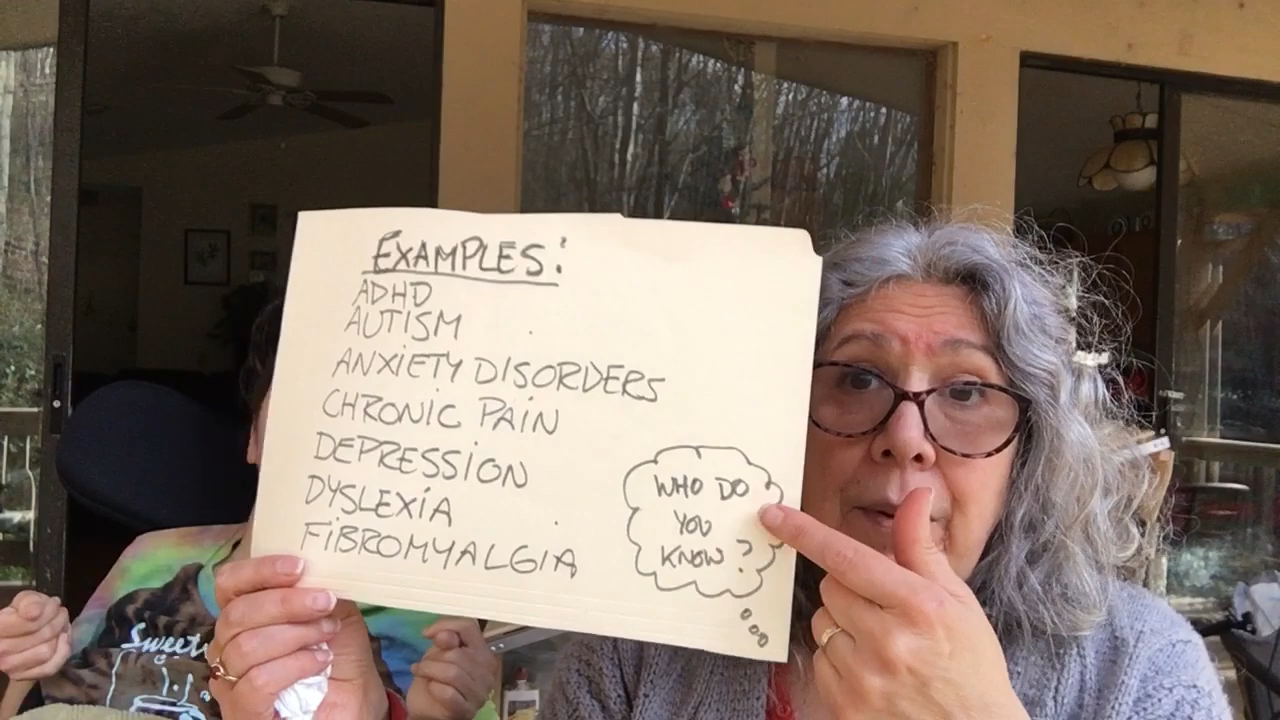 EXAMPLES:
ADHD
AUTISM
ANXIETY DISORDERS
CHRONIC PAIN
DEPRESSION
DYSLEXIA
FIBROMYALGIA
WHO DO
YOU
KNOW?